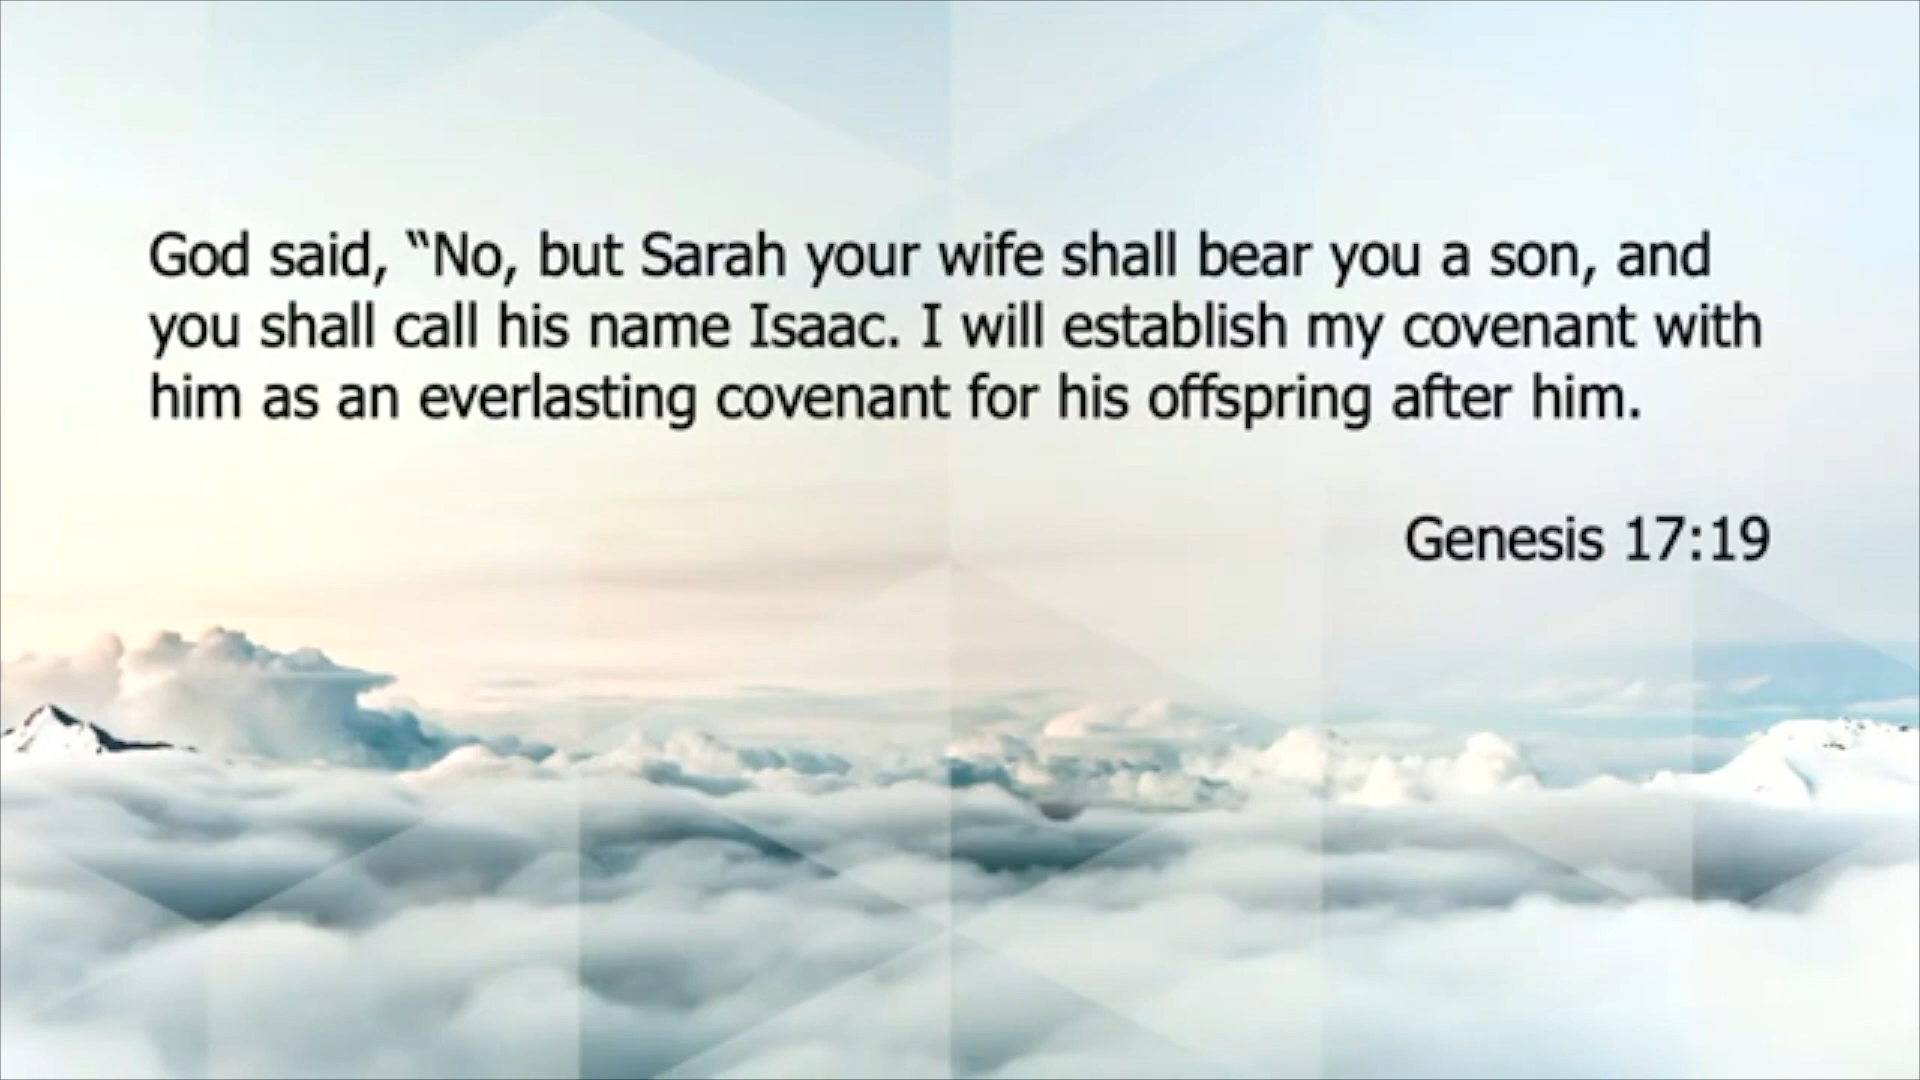 God said, “No, but Sarah your wife shall bear you a son, and
you shall call his name Isaac. I will establish my covenant with
him as an everlasting covenant for his offspring after him.
Genesis 17:19